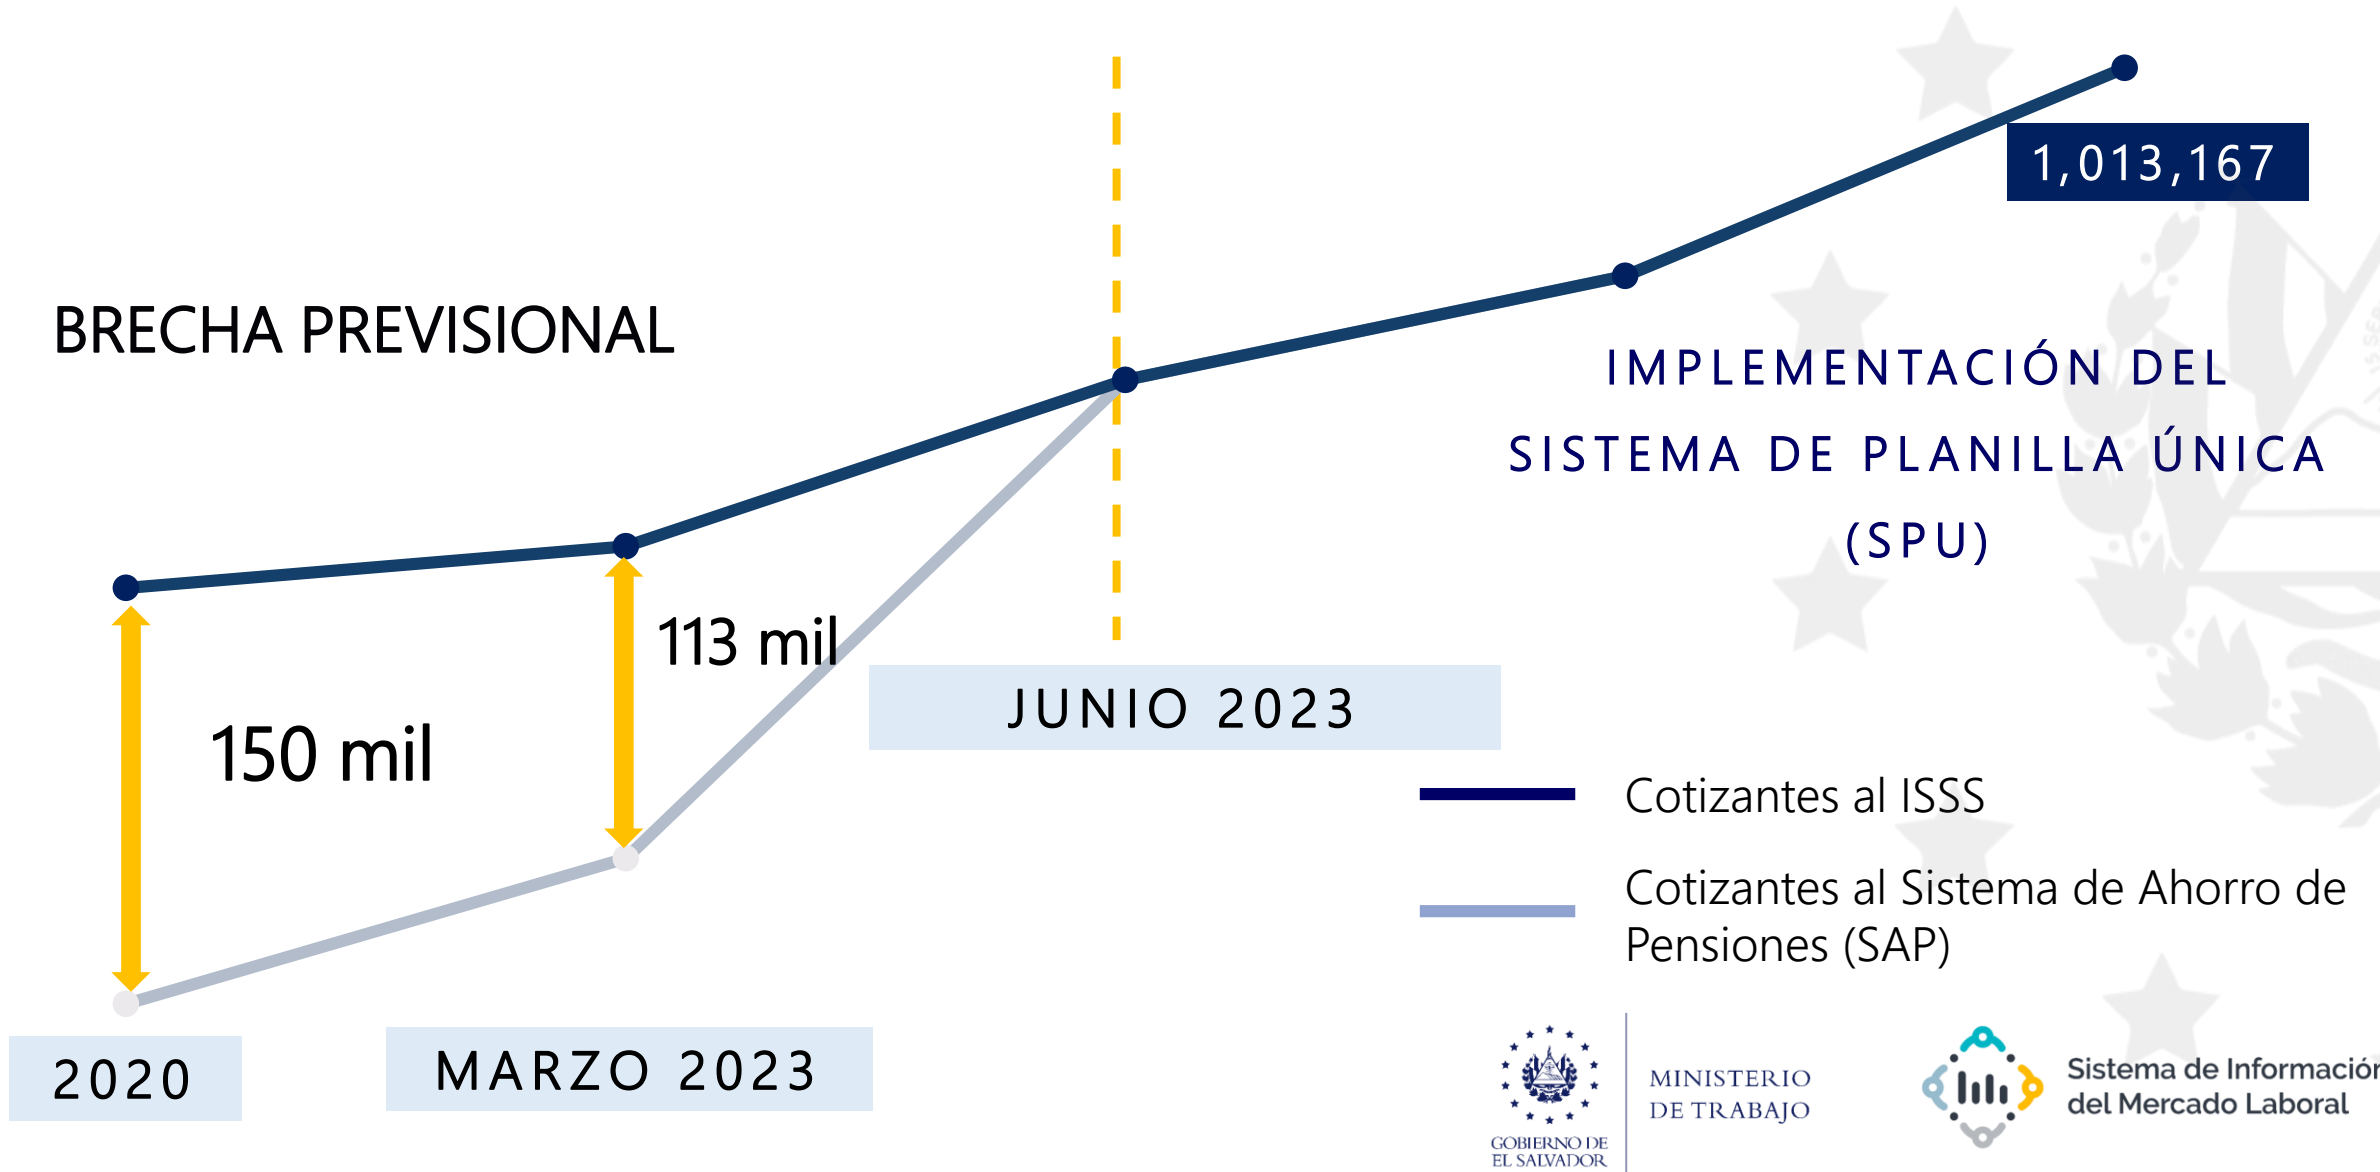 1,013,167
BRECHA PREVISIONAL
IMPLEMENTACIÓN DEL
SISTEMA DE PLANILLA ÚNICA
(SPU)
113 mil
150 mil
JUNIO 2023
Cotizantes al ISSS
Cotizantes al Sistema de Ahorro de
Pensiones (SAP)
2020
MARZO 2023
MINISTERIO
DE TRABAJO
GOBIERNO DE
EL SALVADOR
Sistema de Información
del Mercado Laboral